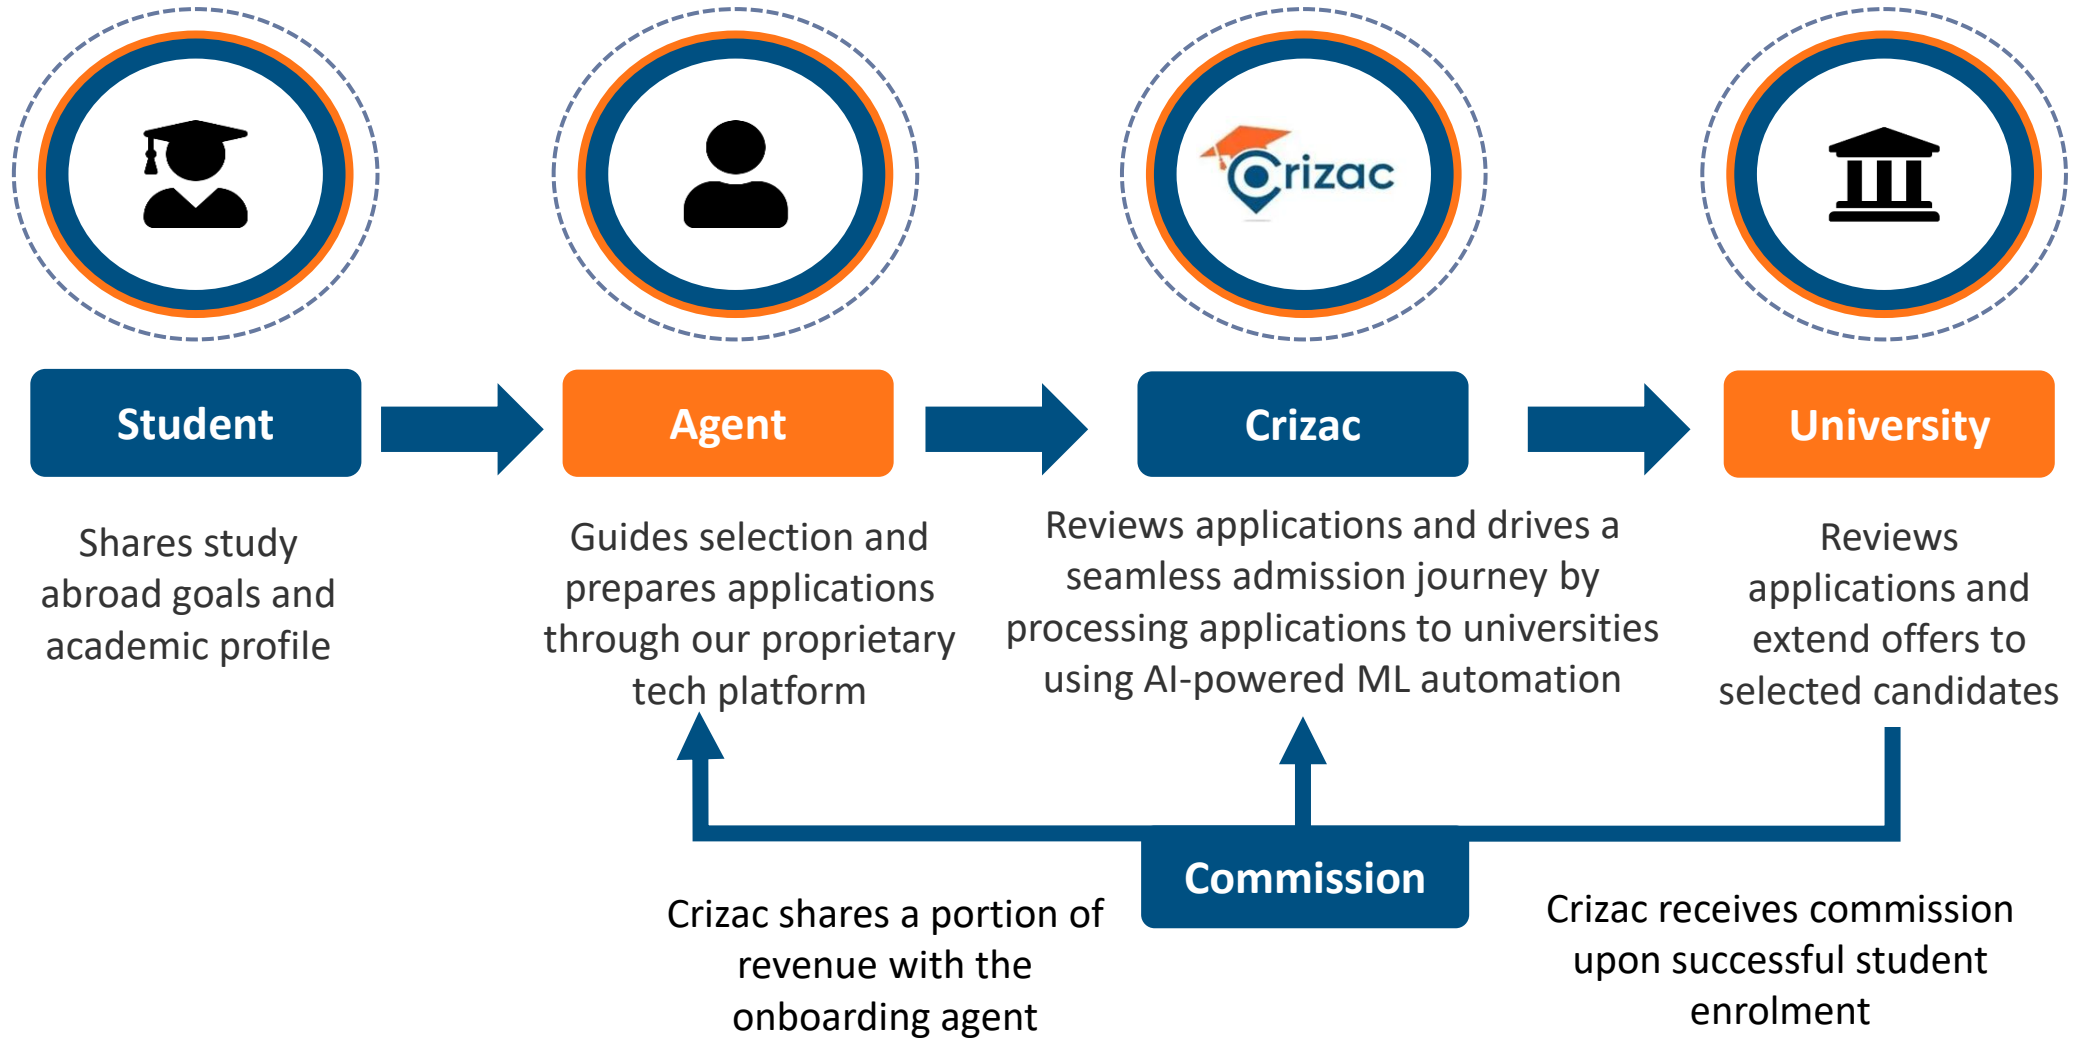 Crizac
Student
Agent
Crizac
University
Shares study
abroad goals and
academic profile
Guides selection and
prepares applications
through our proprietary
tech platform
Reviews applications and drives a
seamless admission journey by
processing applications to universities
using AI-powered ML automation
Reviews
applications and
extend offers to
selected candidates
Commission
Crizac shares a portion of
revenue with the
onboarding agent
Crizac receives commission
upon successful student
enrolment